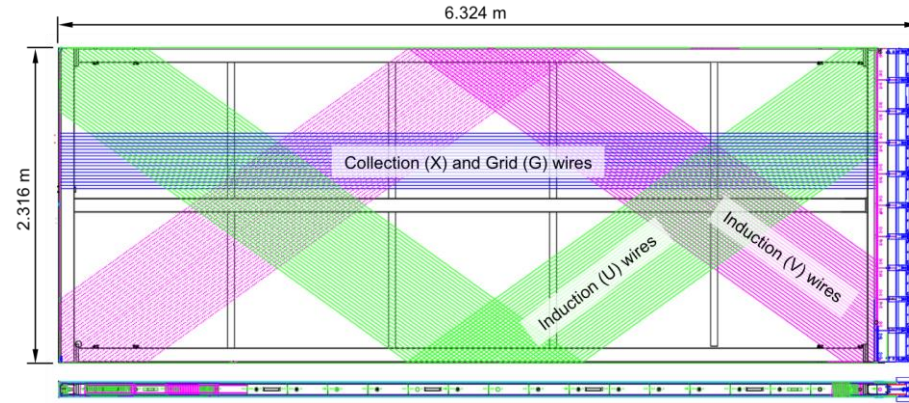 6.324 m
2.316 m
Collection (X) and Grid (G) wires
Induction (U) wires
Induction (V) wires